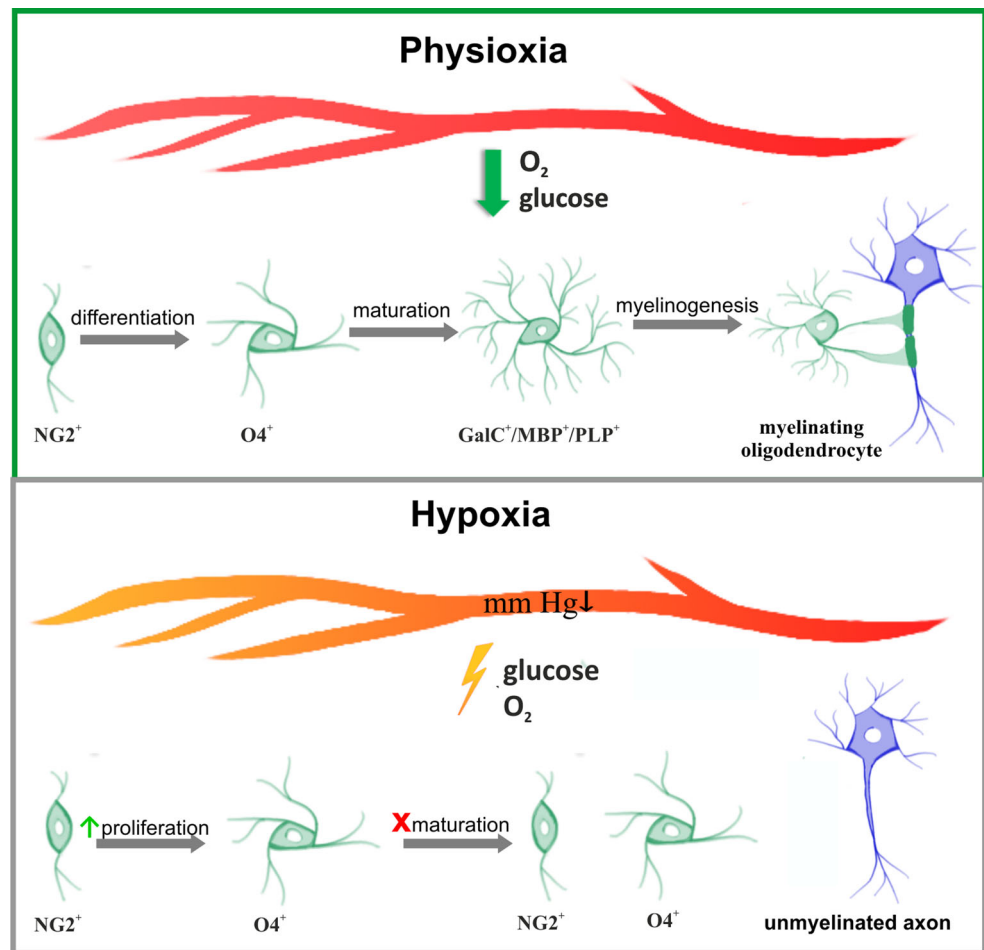 Physioxia
O₂
glucose
differentiation
maturation
myelinogenesis
NG2⁺
O4⁺
GalC⁺/MBP⁺/PLP⁺
myelinating
oligodendrocyte
Hypoxia
mm Hg↓
glucose
O₂
↑proliferation
Xmaturation
NG2⁺
O4⁺
NG2⁺
O4⁺
unmyelinated axon